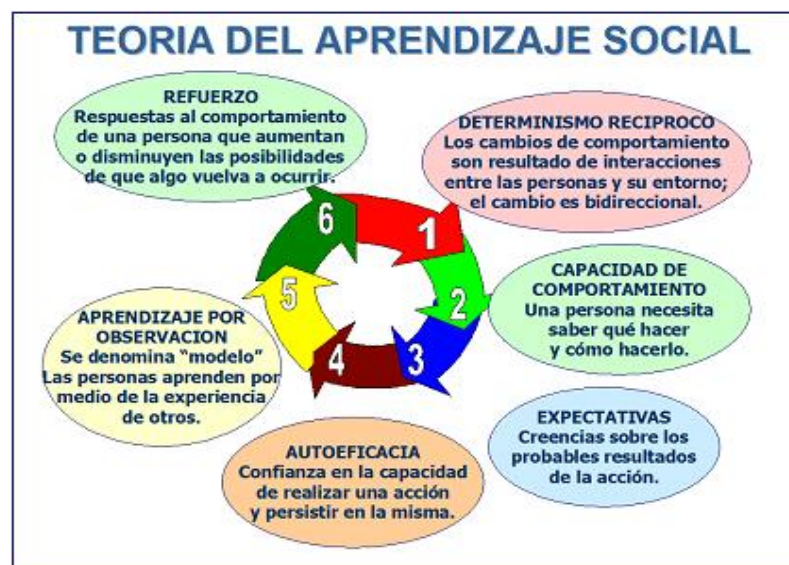 TEORIA DEL APRENDIZAJE SOCIAL
REFUERZO
Respuestas al comportamiento
de una persona que aumentan
o disminuyen las posibilidades
de que algo vuelva a ocurrir.
DETERMINISMO RECIPROCO
Los cambios de comportamiento
son resultado de interacciones
entre las personas y su entorno;
el cambio es bidireccional.
6
1
CAPACIDAD DE
COMPORTAMIENTO
Una persona necesita
saber qué hacer
y cómo hacerlo.
5
2
APRENDIZAJE POR
OBSERVACION
Se denomina “modelo”
Las personas aprenden por
medio de la experiencia
de otros.
4
3
EXPECTATIVAS
Creencias sobre los
probables resultados
de la acción.
AUTOEFICACIA
Confianza en la capacidad
de realizar una acción
y persistir en la misma.